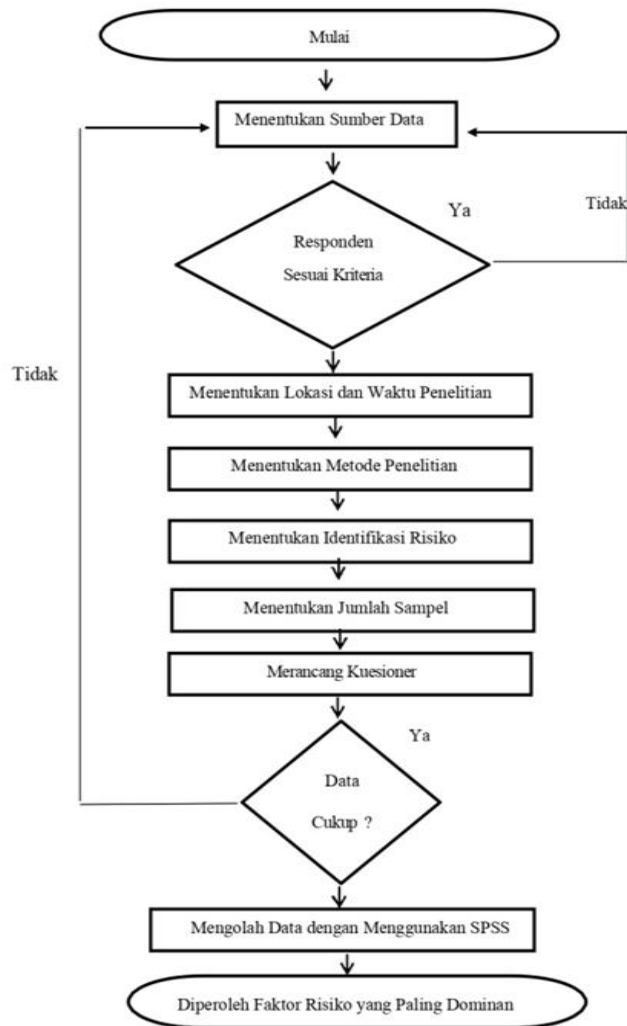 Mulai
Menentukan Sumber Data
Ya
Tidak
Responden
Sesuai Kriteria
Tidak
Menentukan Lokasi dan Waktu Penelitian
Menentukan Metode Penelitian
Menentukan Identifikasi Risiko
Menentukan Jumlah Sampel
Merancang Kuesioner
Ya
Data
Cukup ?
Mengolah Data dengan Menggunakan SPSS
Diperoleh Faktor Risiko yang Paling Dominan